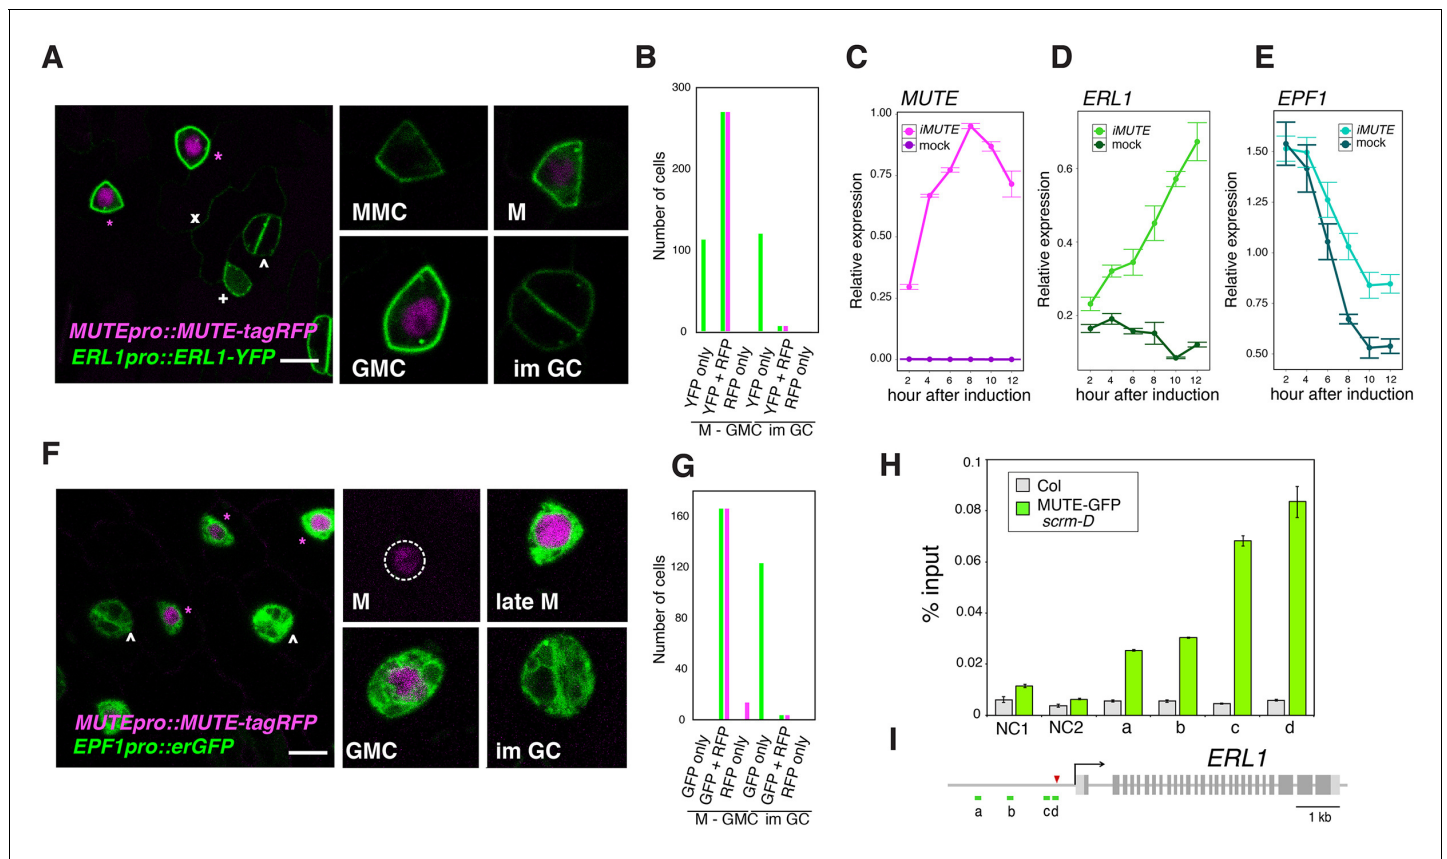 A
MUTEpro::MUTE-tagRFP
ERL1pro::ERL1-YFP
x
+
^
*
*
MMC
M
GMC
im GC
B
Number of cells
300
200
100
0
YFP only
YFP + RFP
RFP only
YFP only
YFP + RFP
RFP only
M - GMC
im GC
C
MUTE
Relative expression
1.00
0.75
0.50
0.25
0.00
iMUTE
mock
2 4 6 8 10 12
hour after induction
D
ERL1
Relative expression
0.6
0.4
0.2
iMUTE
mock
2 4 6 8 10 12
hour after induction
E
EPF1
Relative expression
1.50
1.25
1.00
0.75
0.50
iMUTE
mock
2 4 6 8 10 12
hour after induction
F
*
*
*
^
^
MUTEpro::MUTE-tagRFP
EPF1pro::erGFP
M
late M
GMC
im GC
G
Number of cells
160
120
80
40
0
GFP only
GFP + RFP
RFP only
GFP only
GFP + RFP
RFP only
M - GMC
im GC
H
% input
0.1
0.08
0.06
0.04
0.02
0
Col
MUTE-GFP
scrm-D
NC1 NC2 a b c d
I
ERL1
a b c d
1 kb